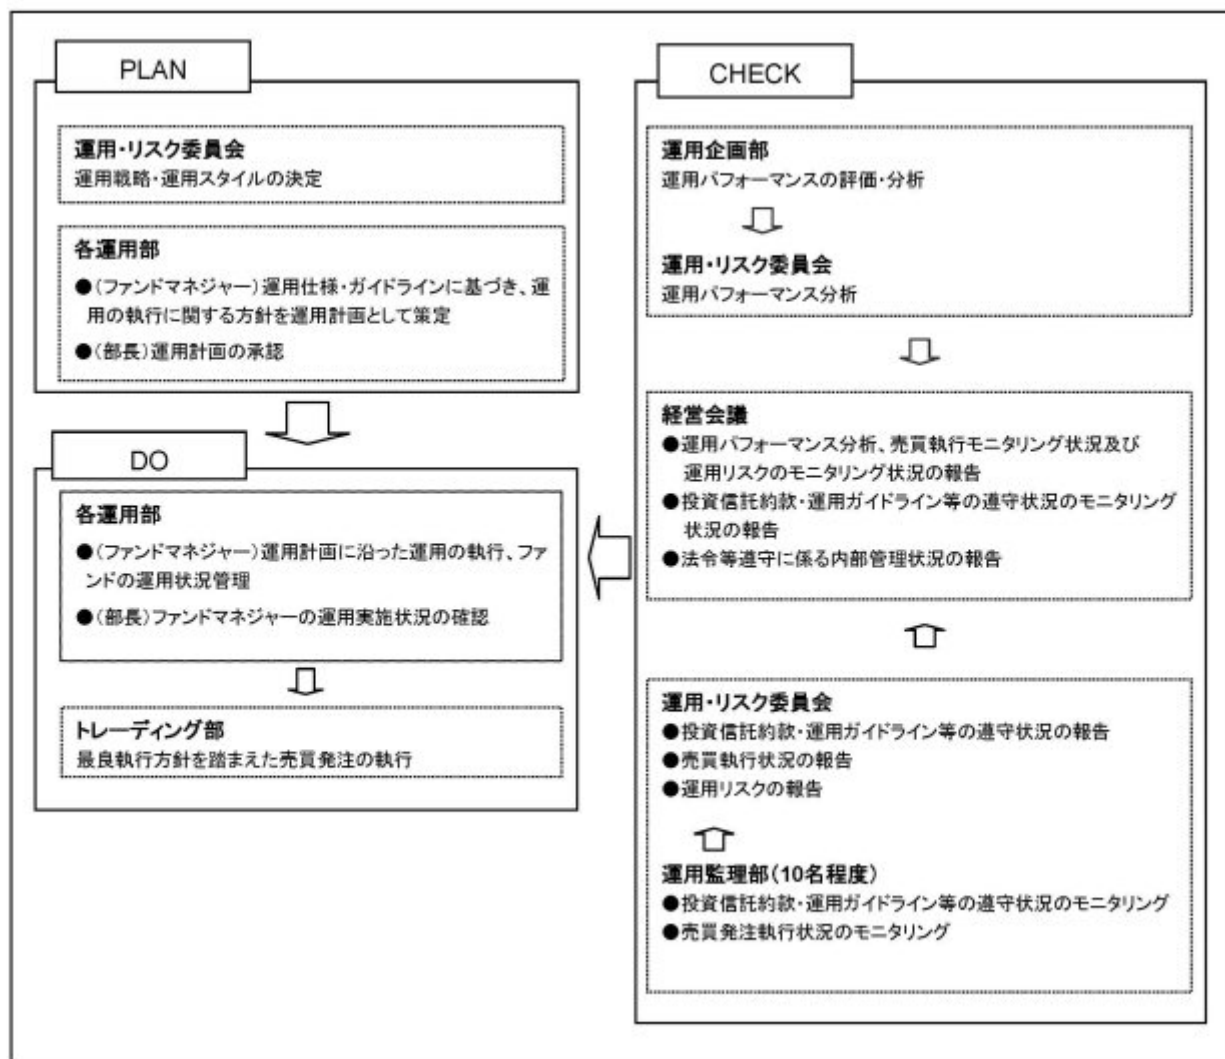 PLAN
運用・リスク委員会
運用戦略・運用スタイルの決定
各運用部
●(ファンドマネジャー)運用仕様・ガイドラインに基づき、運
用の執行に関する方針を運用計画として策定
●(部長)運用計画の承認
DO
各運用部
●(ファンドマネジャー)運用計画に沿った運用の執行、ファ
ンドの運用状況管理
●(部長)ファンドマネジャーの運用実施状況の確認
トレーディング部
最良執行方針を踏まえた売買発注の執行
CHECK
運用企画部
運用パフォーマンスの評価・分析
運用・リスク委員会
運用パフォーマンス分析
経営会議
●運用パフォーマンス分析、売買執行モニタリング状況及び
運用リスクのモニタリング状況の報告
●投資信託約款・運用ガイドライン等の遵守状況のモニタリング
状況の報告
●法令等遵守に係る内部管理状況の報告
運用・リスク委員会
●投資信託約款・運用ガイドライン等の遵守状況の報告
●売買執行状況の報告
●運用リスクの報告
運用監理部(10名程度)
●投資信託約款・運用ガイドライン等の遵守状況のモニタリング
●売買発注執行状況のモニタリング